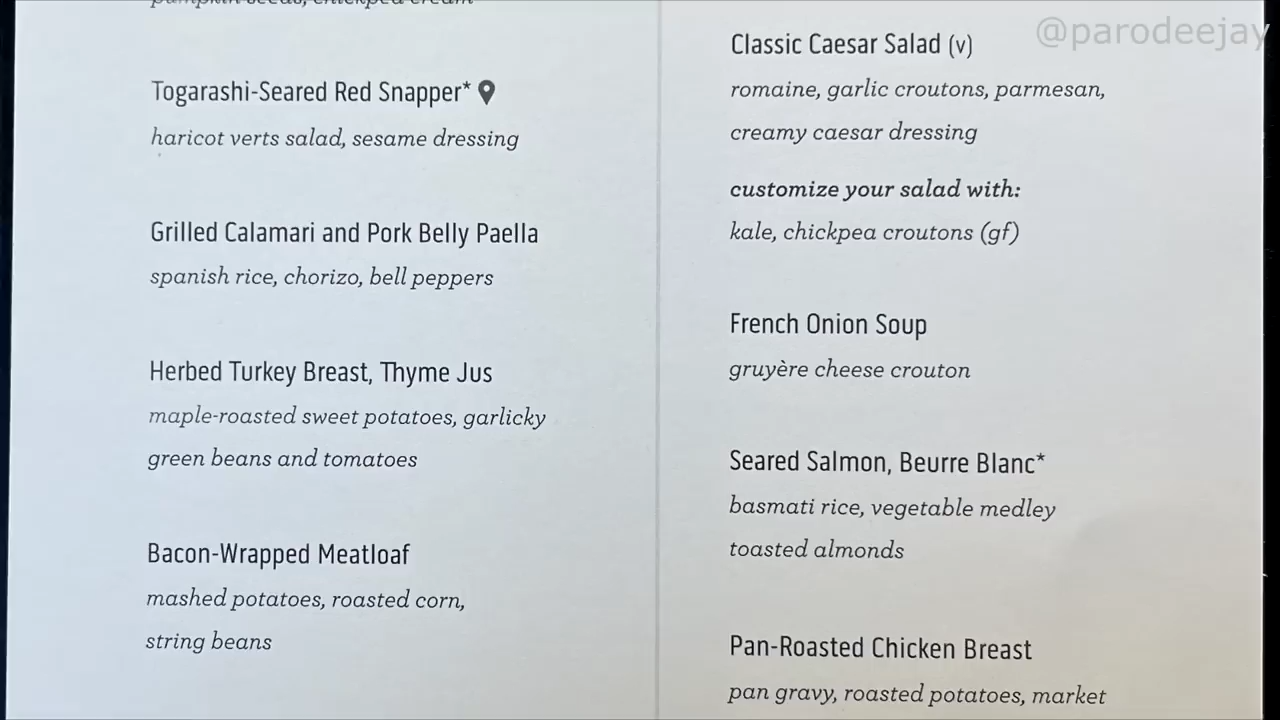 pumpkin seeds, chickpea cream
Togarashi-Seared Red Snapper*
haricot verts salad, sesame dressing
Grilled Calamari and Pork Belly Paella
spanish rice, chorizo, bell peppers
Herbed Turkey Breast, Thyme Jus
maple-roasted sweet potatoes, garlicky
green beans and tomatoes
Bacon-Wrapped Meatloaf
mashed potatoes, roasted corn,
string beans
@parodeejay
Classic Caesar Salad (v)
romaine, garlic croutons, parmesan,
creamy caesar dressing
customize your salad with:
kale, chickpea croutons (gf)
French Onion Soup
gruyère cheese crouton
Seared Salmon, Beurre Blanc*
basmati rice, vegetable medley
toasted almonds
Pan-Roasted Chicken Breast
pan gravy, roasted potatoes, market